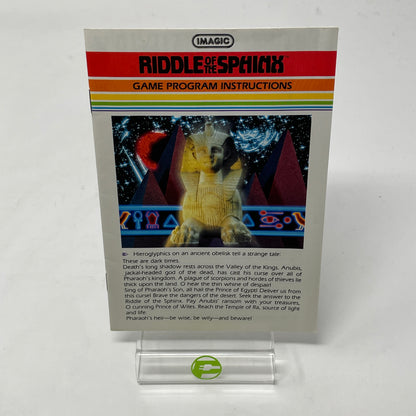 IMAGIC
RIDDLE OF THE SPHINX
GAME PROGRAM INSTRUCTIONS
Hieroglyphics on an ancient obelisk tell a strange tale:
These are dark times.
Death's long shadow rests across the Valley of the Kings. Anubis,
jackal-headed god of the dead, has cast his curse over all of
Pharaoh's kingdom. A plague of scorpions and hordes of thieves lie
thick upon the land. O hear the thin whine of despair!
Sing of Pharaoh's Son, all hail the Prince of Egypt! Deliver us from
this curse! Brave the dangers of the desert. Seek the answer to the
Riddle of the Sphinx. Pay Anubis' ransom with your treasures,
O cunning Prince of Wiles. Reach the Temple of Ra, source of light
and life.
Pharaoh's heir—be wise, be wily—and beware!